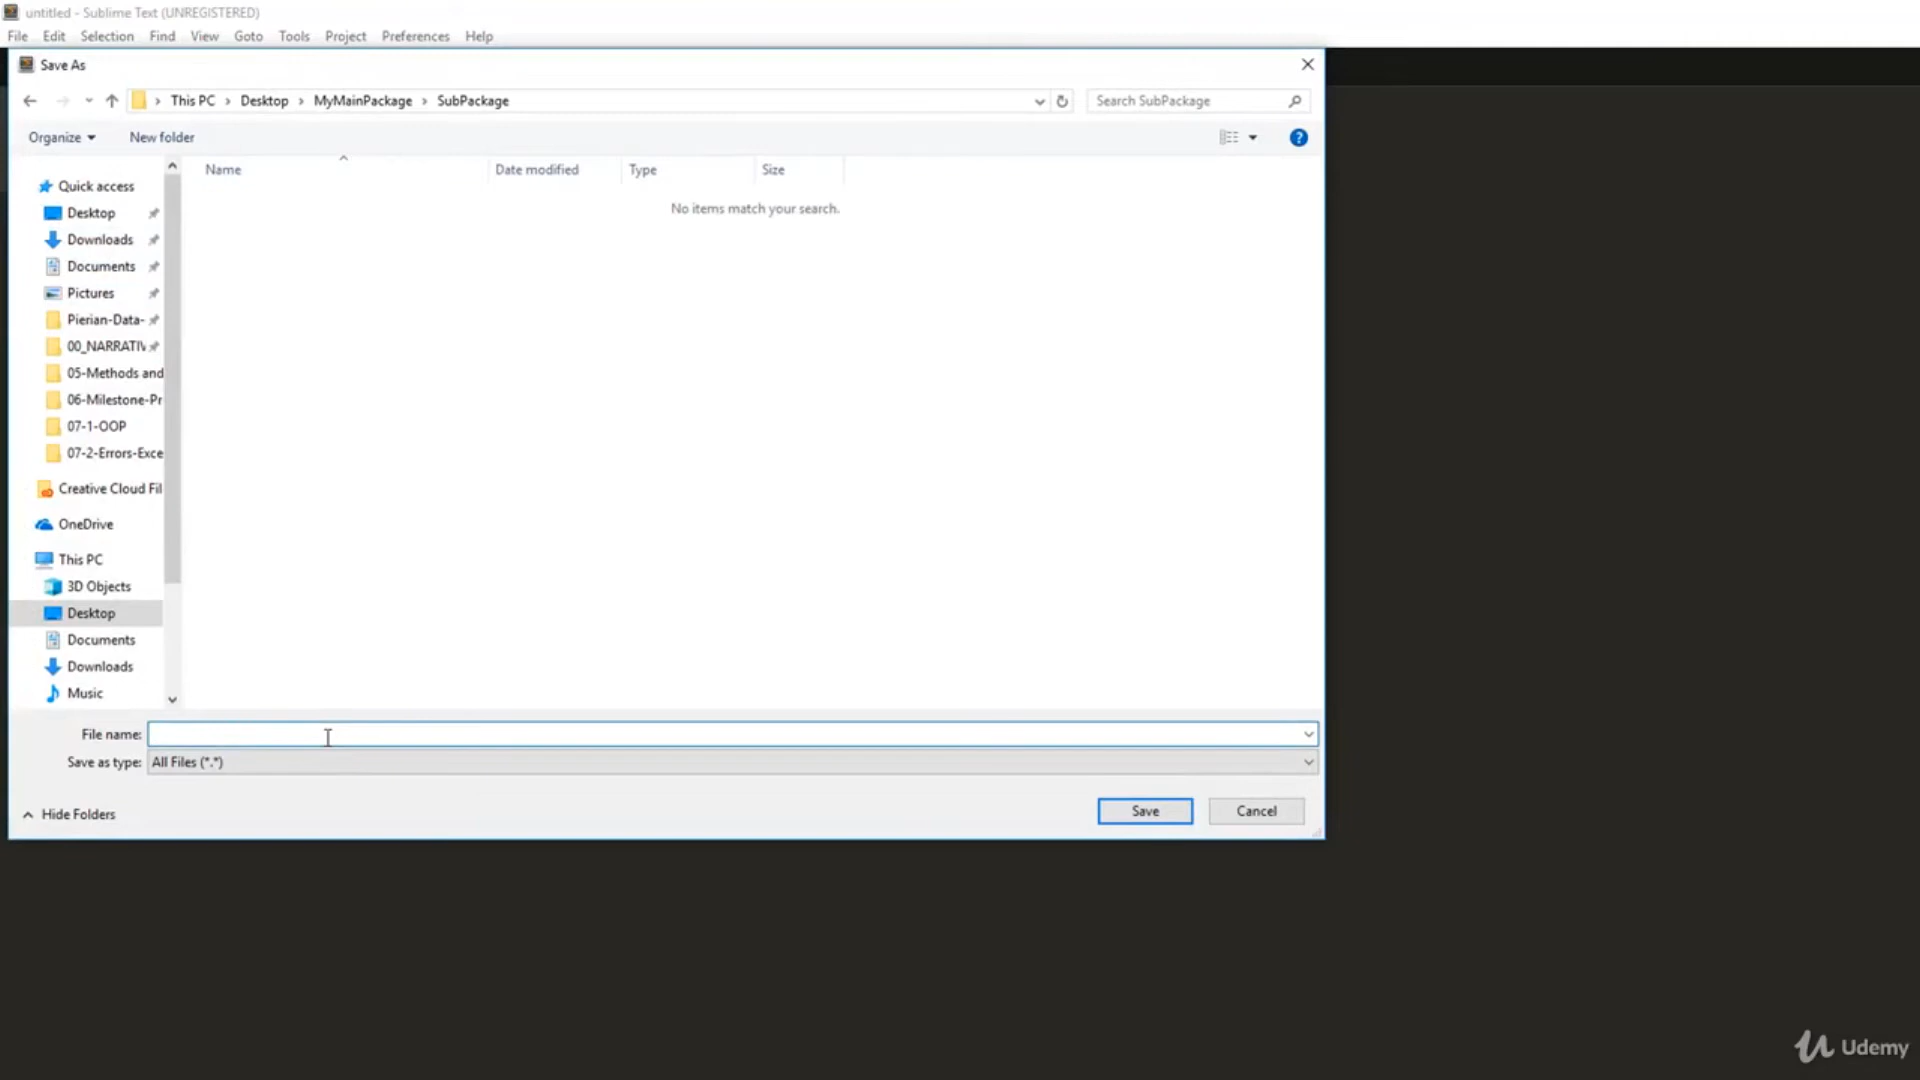 untitled - Sublime Text (UNREGISTERED)
File Edit Selection Find View Goto Tools Project Preferences Help
Save As
This PC > Desktop > MyMainPackage > SubPackage
Search SubPackage
Organize
New folder
Name Date modified Type Size
No items match your search.
Quick access
Desktop
Downloads
Documents
Pictures
Pierian-Data-
00_NARRATIV
05-Methods and
06-Milestone-Pr
07-1-OOP
07-2-Errors-Exce
Creative Cloud Fil
OneDrive
This PC
3D Objects
Desktop
Documents
Downloads
Music
File name:
Save as type: All Files (*.*)
Hide Folders
Save
Cancel
Udemy